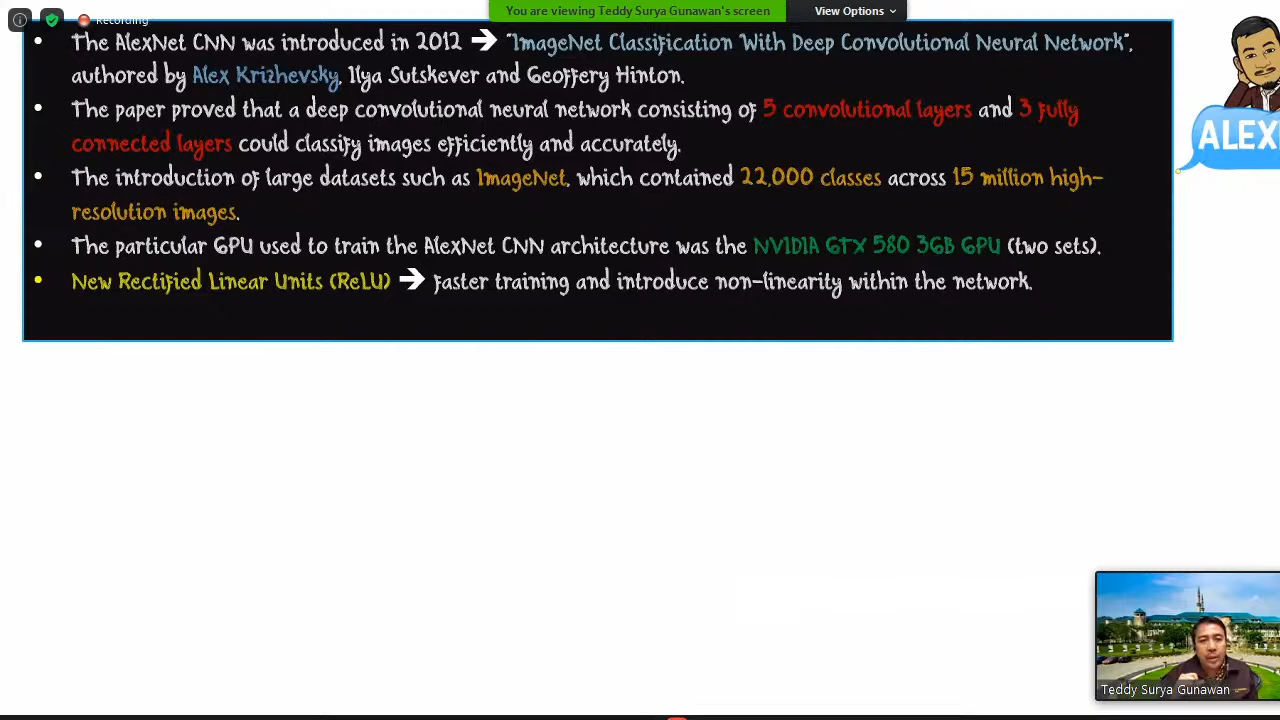 Recording
You are viewing Teddy Surya Gunawan's screen
View Options
• The AlexNet CNN was introduced in 2012 → "ImageNet Classification With Deep Convolutional Neural Network",
authored by Alex Krizhevsky, Ilya Sutskever and Geoffery Hinton.
• The paper proved that a deep convolutional neural network consisting of 5 convolutional layers and 3 fully
connected layers could classify images efficiently and accurately.
• The introduction of large datasets such as ImageNet, which contained 22,000 classes across 15 million high-
resolution images.
• The particular GPU used to train the AlexNet CNN architecture was the NVIDIA GTX 580 3GB GPU (two sets).
• New Rectified Linear Units (ReLU) → faster training and introduce non-linearity within the network.
ALEX
Teddy Surya Gunawan